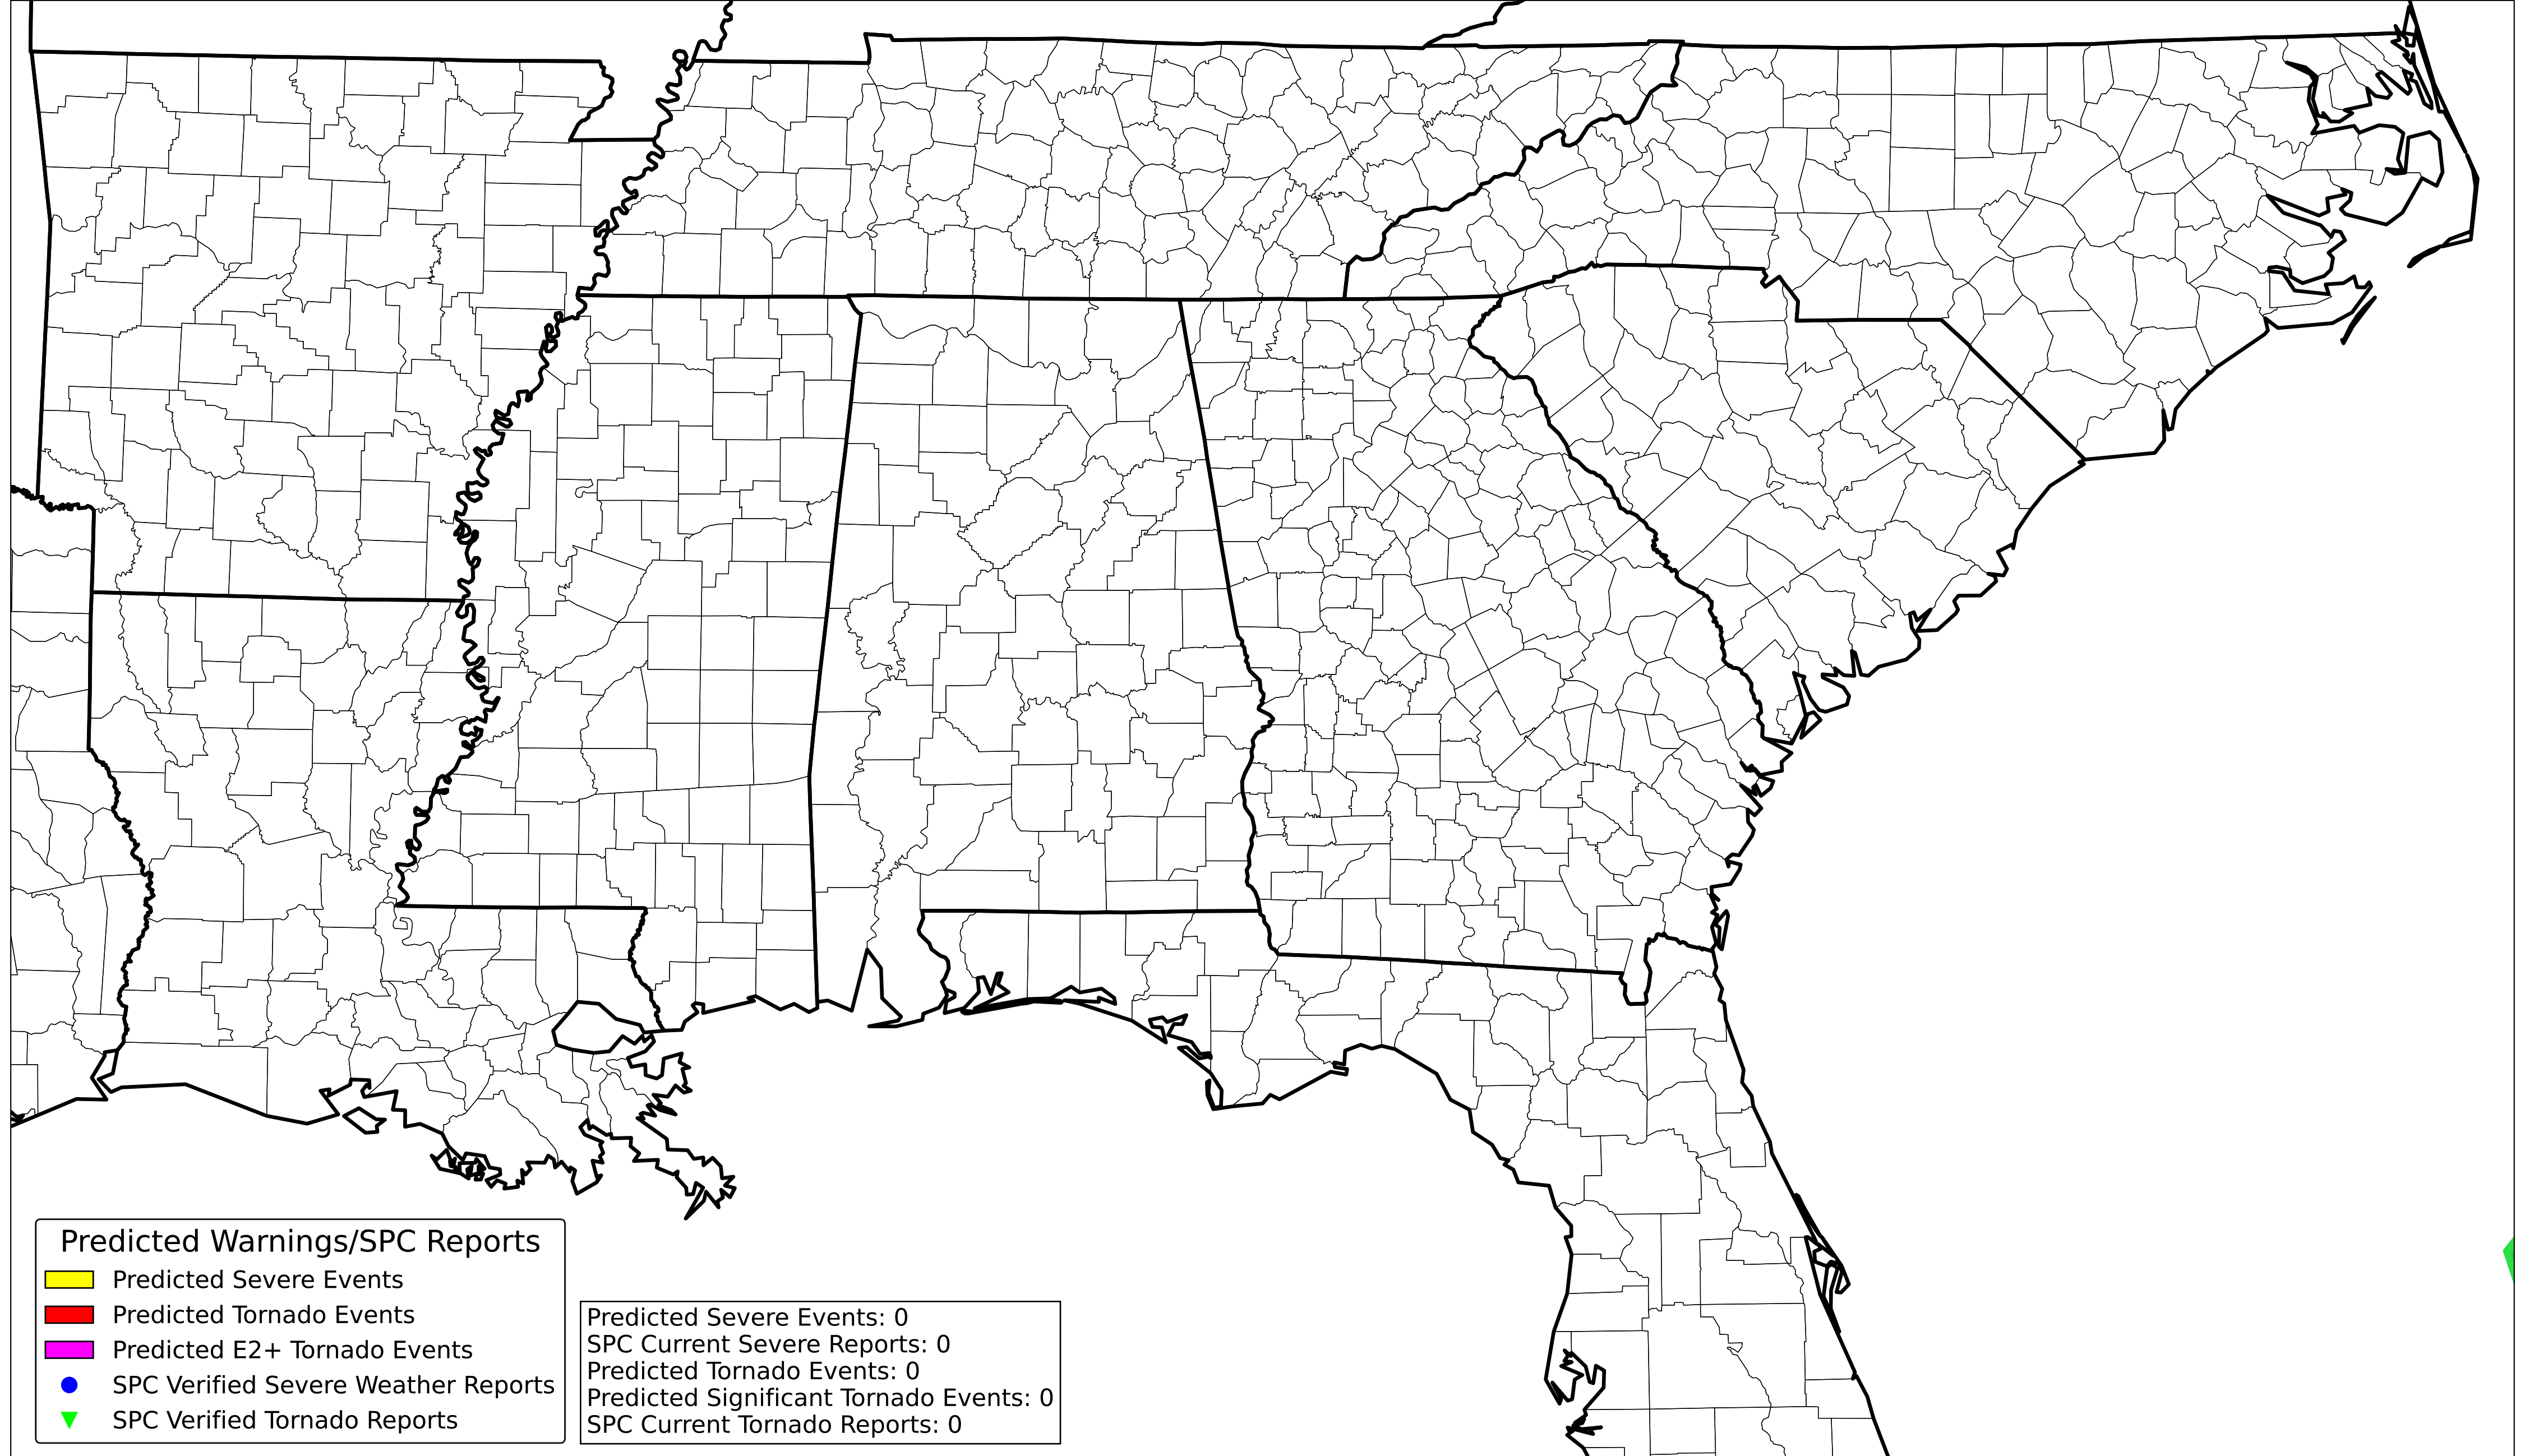 Predicted Warnings/SPC Reports
Predicted Severe Events
Predicted Tornado Events
Predicted E2+ Tornado Events
SPC Verified Severe Weather Reports
SPC Verified Tornado Reports
Predicted Severe Events: 0
SPC Current Severe Reports: 0
Predicted Tornado Events: 0
Predicted Significant Tornado Events: 0
SPC Current Tornado Reports: 0